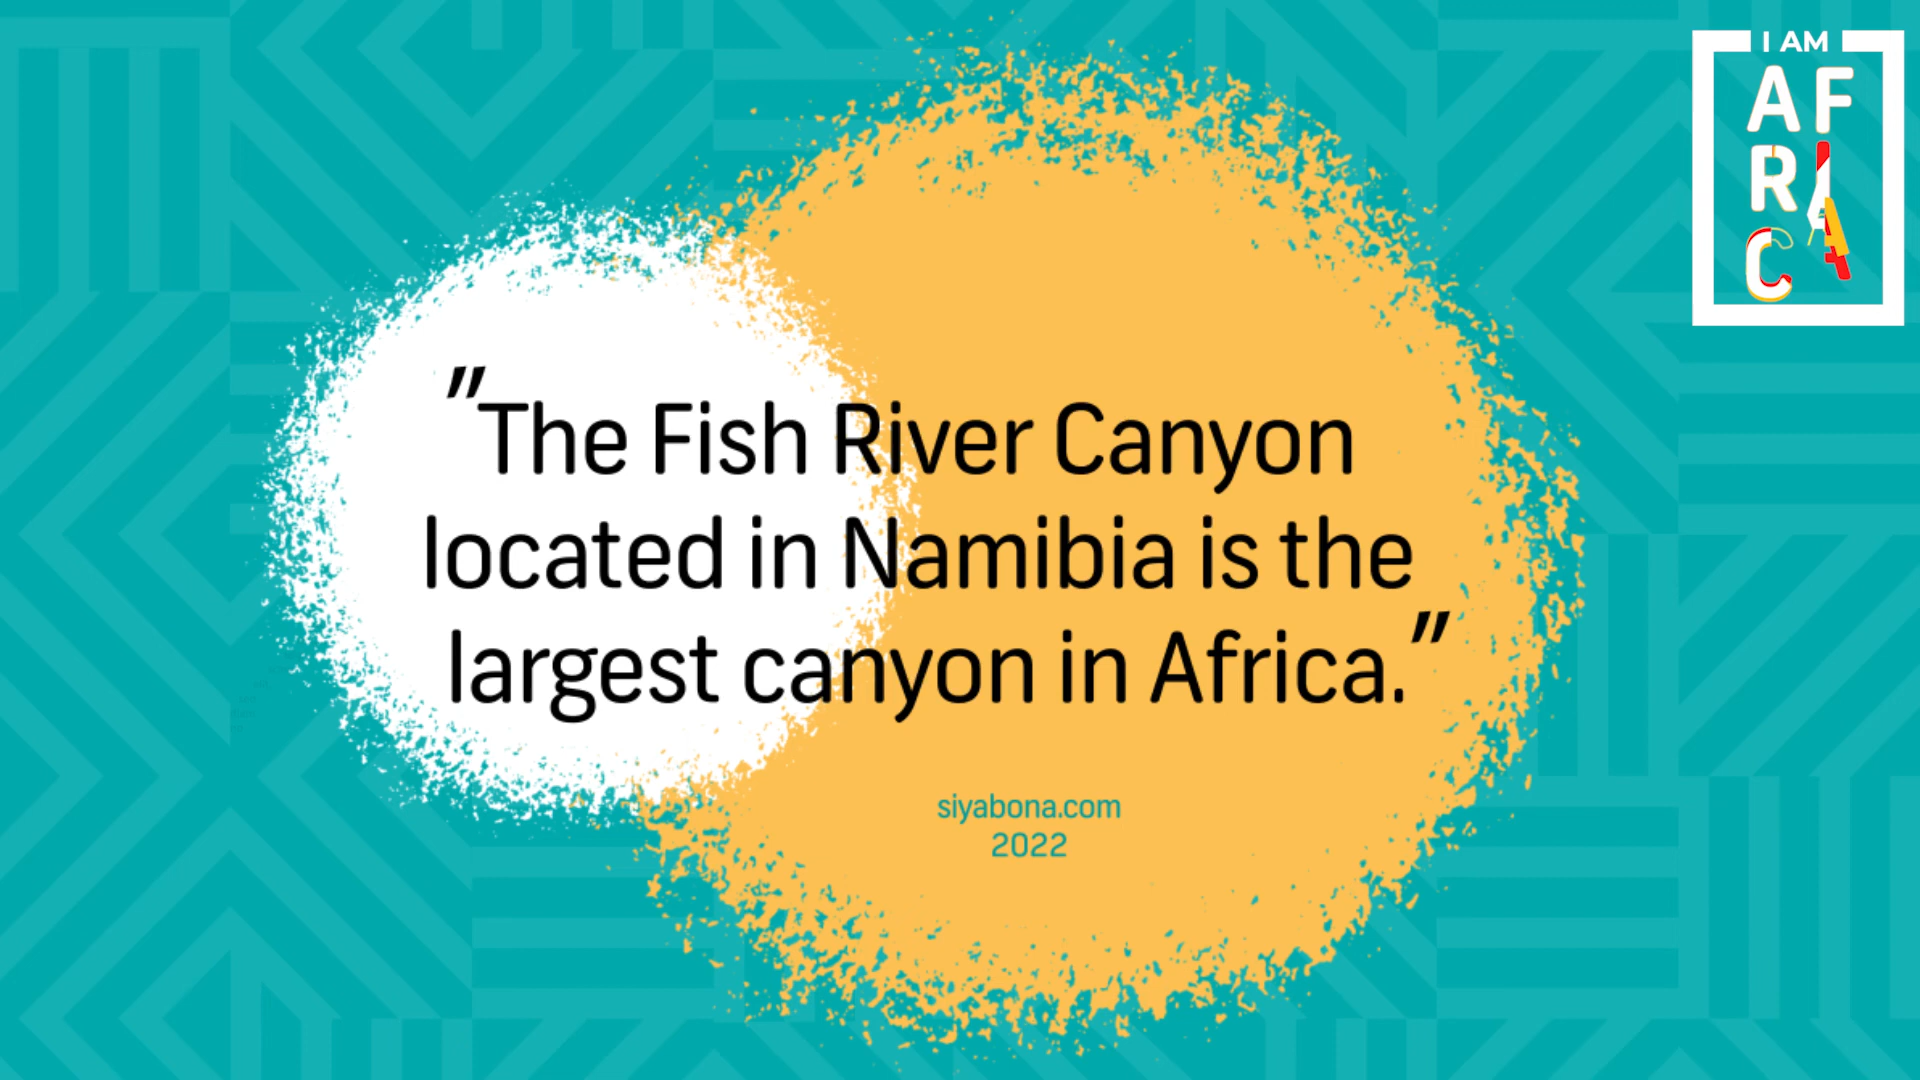 I AM
AF
RI
CA
"The Fish River Canyon
located in Namibia is the
largest canyon in Africa."
siyabona.com
2022